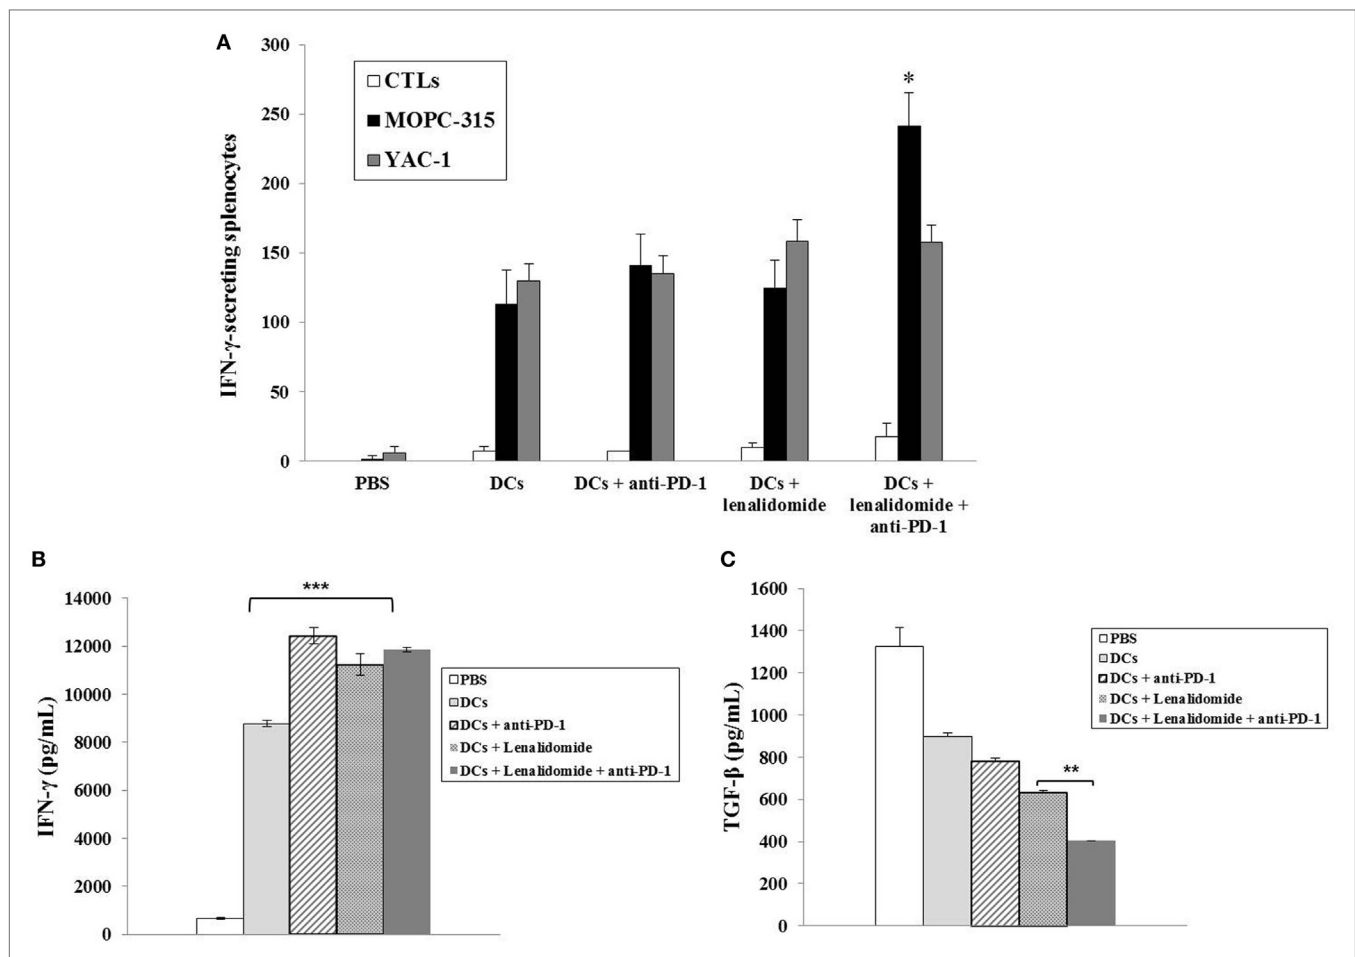 A
300
250
200
150
100
50
0
IFN-γ-secreting splenocytes
CTLs
MOPC-315
YAC-1
*
PBS
DCs
DCs + anti-PD-1
DCs +
lenalidomide
DCs +
lenalidomide +
anti-PD-1
B
14000
12000
10000
8000
6000
4000
2000
0
IFN-γ (pg/mL)
***
PBS
DCs
DCs + anti-PD-1
DCs + Lenalidomide
DCs + Lenalidomide + anti-PD-1
C
1600
1400
1200
1000
800
600
400
200
0
TGF-β (pg/mL)
**
PBS
DCs
DCs + anti-PD-1
DCs + Lenalidomide
DCs + Lenalidomide + anti-PD-1